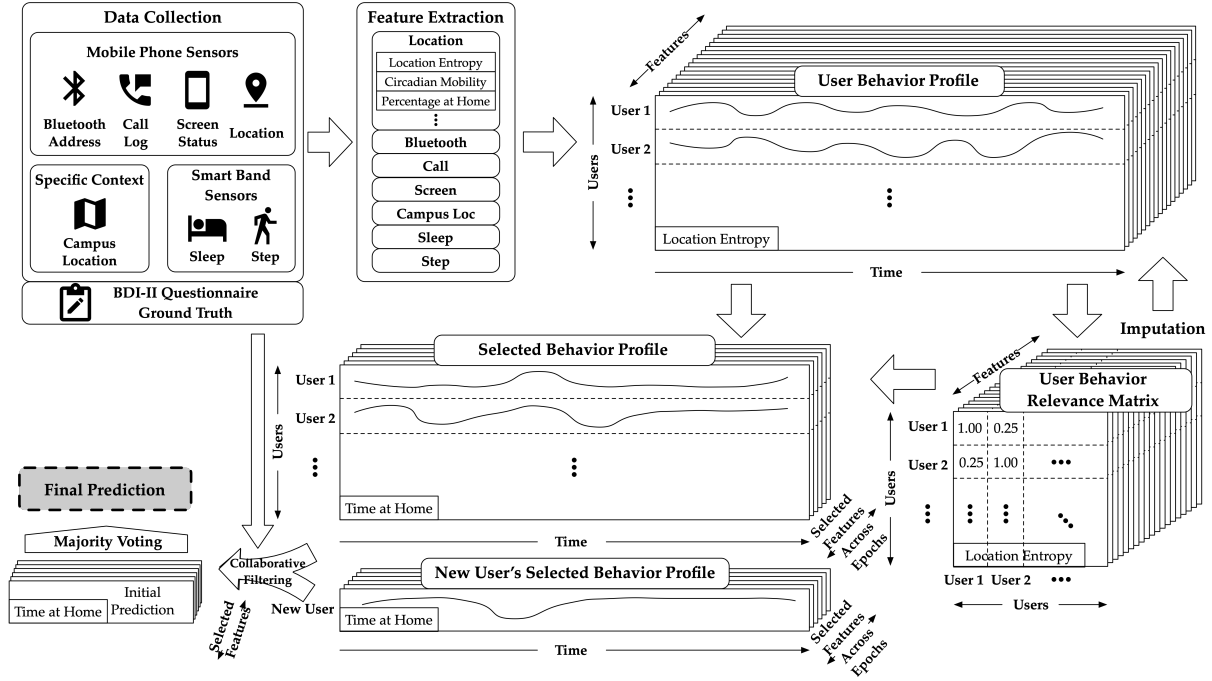 Data Collection
Mobile Phone Sensors
Bluetooth
Address
Call
Log
Screen
Status
Location
Specific Context
Campus
Location
Smart Band
Sensors
Sleep
Step
BDI-II Questionnaire
Ground Truth
Feature Extraction
Location
Location Entropy
Circadian Mobility
Percentage at Home
Bluetooth
Call
Screen
Campus Loc
Sleep
Step
Features
User Behavior Profile
Users
User 1
User 2
Location Entropy
Time
Imputation
Selected Behavior Profile
Users
User 1
User 2
Time at Home
Time
Selected
Features
Across
Epochs
Features
User Behavior
Relevance Matrix
Users
User 1
1.00 0.25
User 2
0.25 1.00
Location Entropy
User 1 User 2
Users
Final Prediction
Majority Voting
Initial
Prediction
Time at Home
Selected
Features
Collaborative
Filtering
New User's Selected Behavior Profile
New User
Time at Home
Time
Selected
Features
Across
Epochs